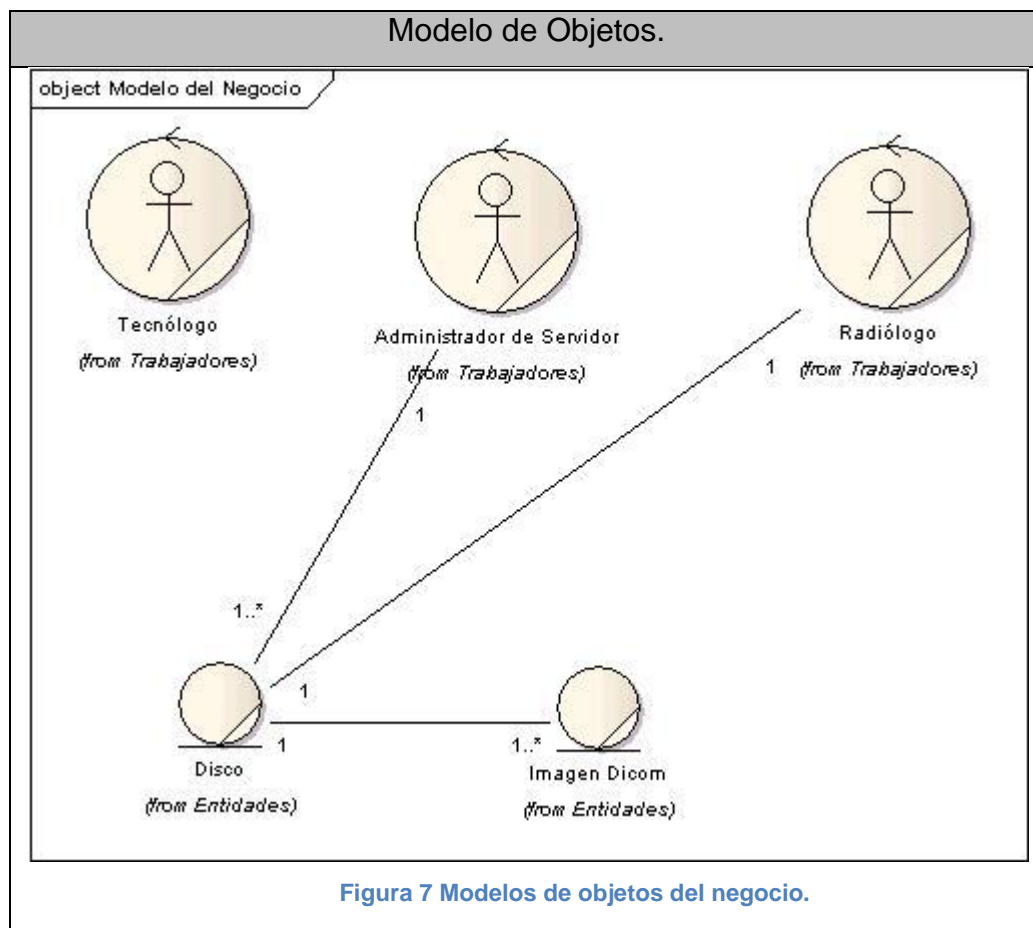 Modelo de Objetos.
object Modelo del Negocio
Tecnólogo
(from Trabajadores)
Administrador de Servidor
(from Trabajadores)
Radiólogo
(from Trabajadores)
1
1
1..*
1
1
1..*
Disco
(from Entidades)
Imagen Dicom
(from Entidades)
Figura 7 Modelos de objetos del negocio.